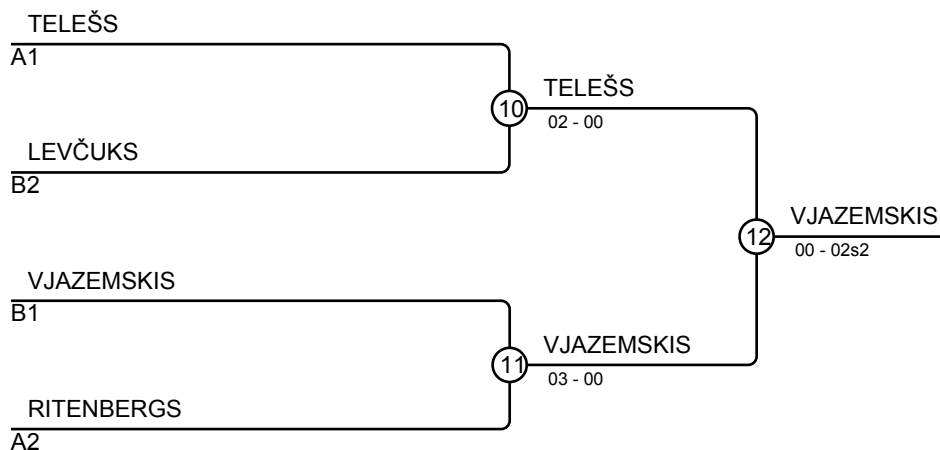 TELEŠS
A1
10
TELEŠS
02 - 00
LEVČUKS
B2
12
VJAZEMSKIS
00 - 02s2
VJAZEMSKIS
B1
11
VJAZEMSKIS
03 - 00
RITENBERGS
A2